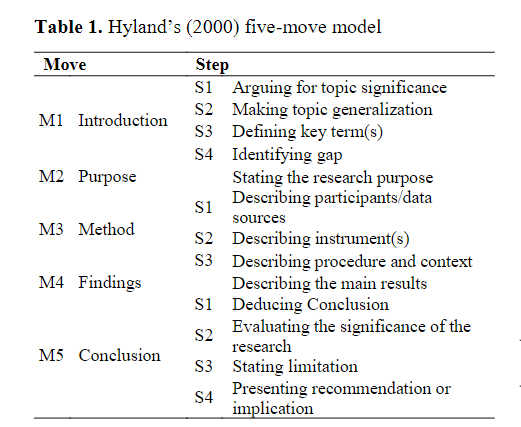 Table 1. Hyland's (2000) five-move model
Move Step
S1 Arguing for topic significance
S2 Making topic generalization
M1 Introduction
S3 Defining key term(s)
S4 Identifying gap
M2 Purpose Stating the research purpose
S1 Describing participants/data
sources
M3 Method
S2 Describing instrument(s)
S3 Describing procedure and context
M4 Findings Describing the main results
S1 Deducing Conclusion
S2 Evaluating the significance of the
research
M5 Conclusion
S3 Stating limitation
S4 Presenting recommendation or
implication